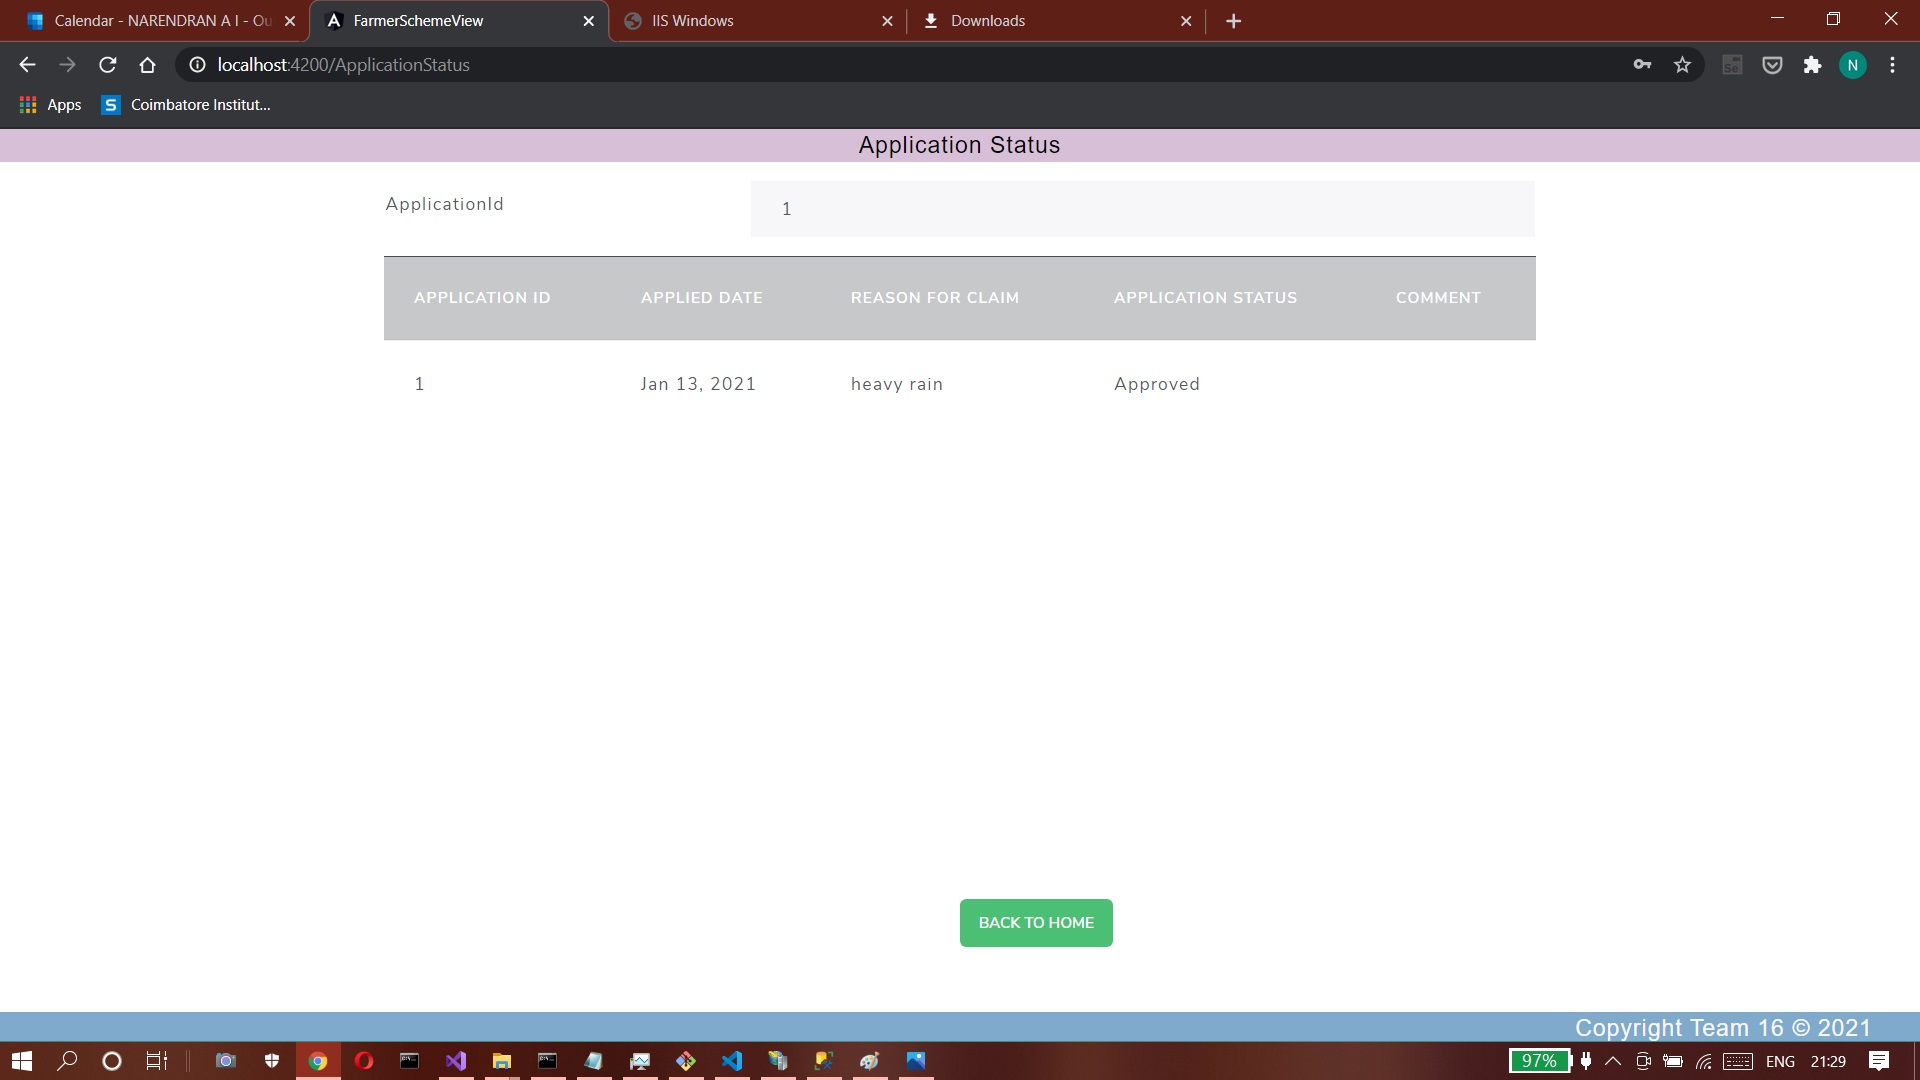 Calendar - NARENDRAN A I - Ou
FarmerSchemeView
IIS Windows
Downloads
localhost:4200/ApplicationStatus
N
Apps
S
Coimbatore Institut...
Application Status
ApplicationId
1
APPLICATION ID APPLIED DATE REASON FOR CLAIM APPLICATION STATUS COMMENT
1 Jan 13, 2021 heavy rain Approved
BACK TO HOME
Copyright Team 16 © 2021
97%
ENG
21:29